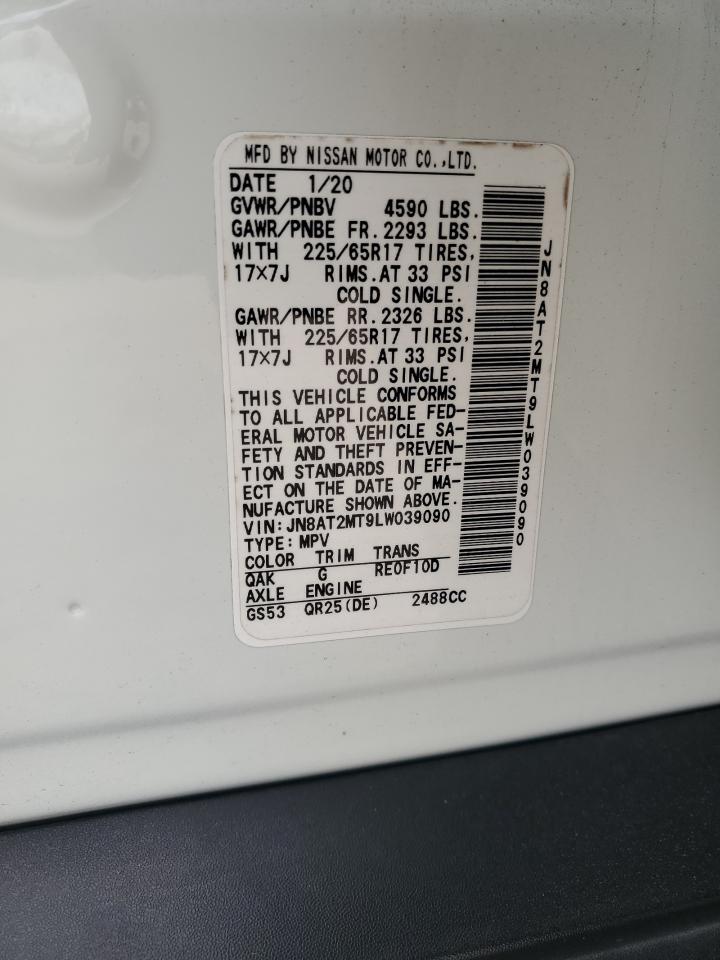 MFD BY NISSAN MOTOR CO.,LTD.
DATE 1/20
GVWR/PNBV 4590 LBS.
GAWR/PNBE FR. 2293 LBS.
WITH 225/65R17 TIRES,
17×7J RIMS.AT 33 PSI
COLD SINGLE.
GAWR/PNBE RR. 2326 LBS.
WITH 225/65R17 TIRES,
17×7J RIMS.AT 33 PSI
COLD SINGLE.
THIS VEHICLE CONFORMS
TO ALL APPLICABLE FED-
ERAL MOTOR VEHICLE SA-
FETY AND THEFT PREVEN-
TION STANDARDS IN EFF-
ECT ON THE DATE OF MA-
NUFACTURE SHOWN ABOVE.
VIN:JN8AT2MT9LW039090
TYPE:MPV
COLOR TRIM TRANS
QAK G RE0F10D
AXLE ENGINE
GS53 QR25(DE) 2488CC
JN8AT2MT9LW039090